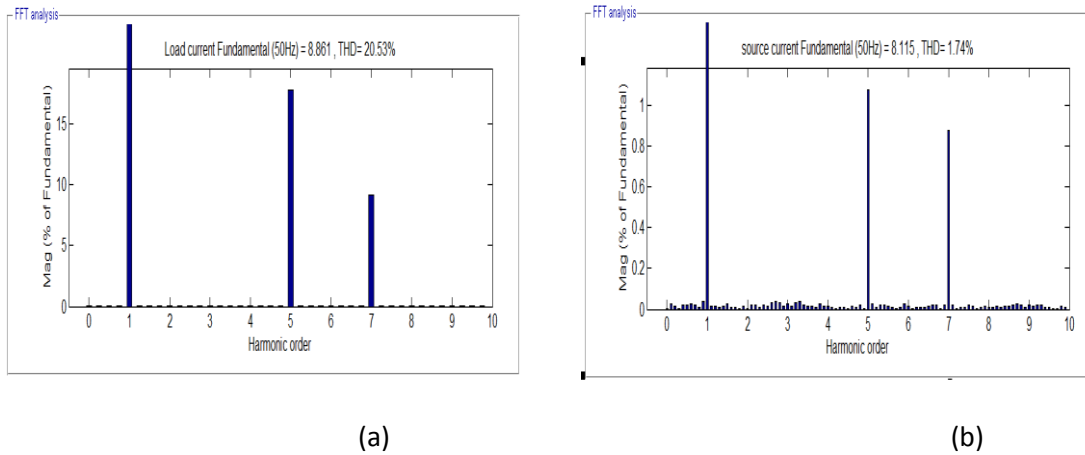 FFT analysis
Load current Fundamental (50Hz) = 8.861 , THD= 20.53%
Mag (% of Fundamental)
15
10
5
0
0 1 2 3 4 5 6 7 8 9 10
Harmonic order
(a)
FFT analysis
source current Fundamental (50Hz) = 8.115 , THD= 1.74%
Mag (% of Fundamental)
1
0.8
0.6
0.4
0.2
0
0 1 2 3 4 5 6 7 8 9 10
Harmonic order
(b)